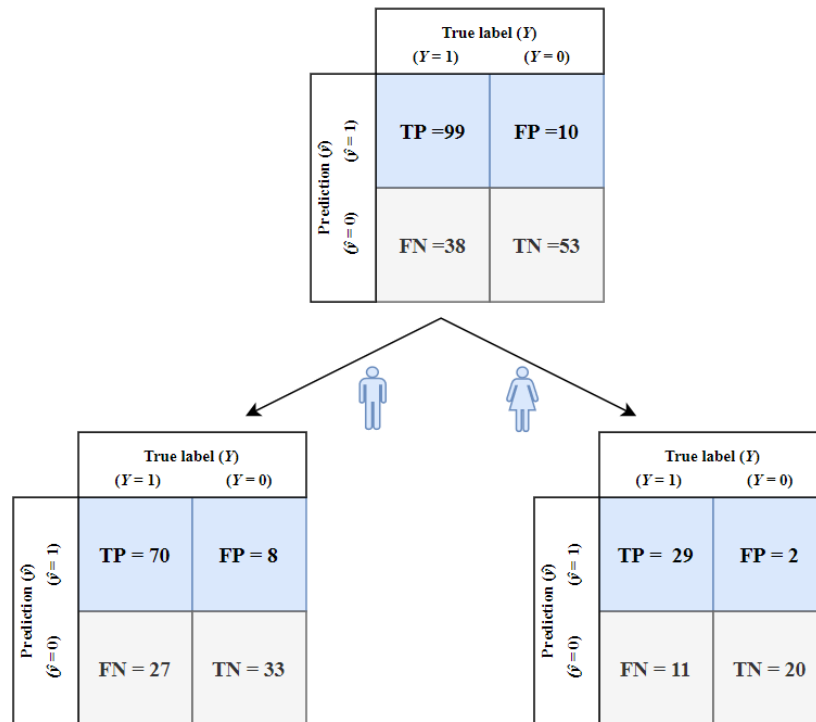 True label (Y)
(Y = 1) (Y = 0)
Prediction (ŷ)
(ŷ = 1)
(ŷ = 0)
TP =99 FP =10
FN =38 TN =53
True label (Y)
(Y = 1) (Y = 0)
Prediction (ŷ)
(ŷ = 1)
(ŷ = 0)
TP = 70 FP = 8
FN = 27 TN = 33
True label (Y)
(Y = 1) (Y = 0)
Prediction (ŷ)
(ŷ = 1)
(ŷ = 0)
TP = 29 FP = 2
FN = 11 TN = 20